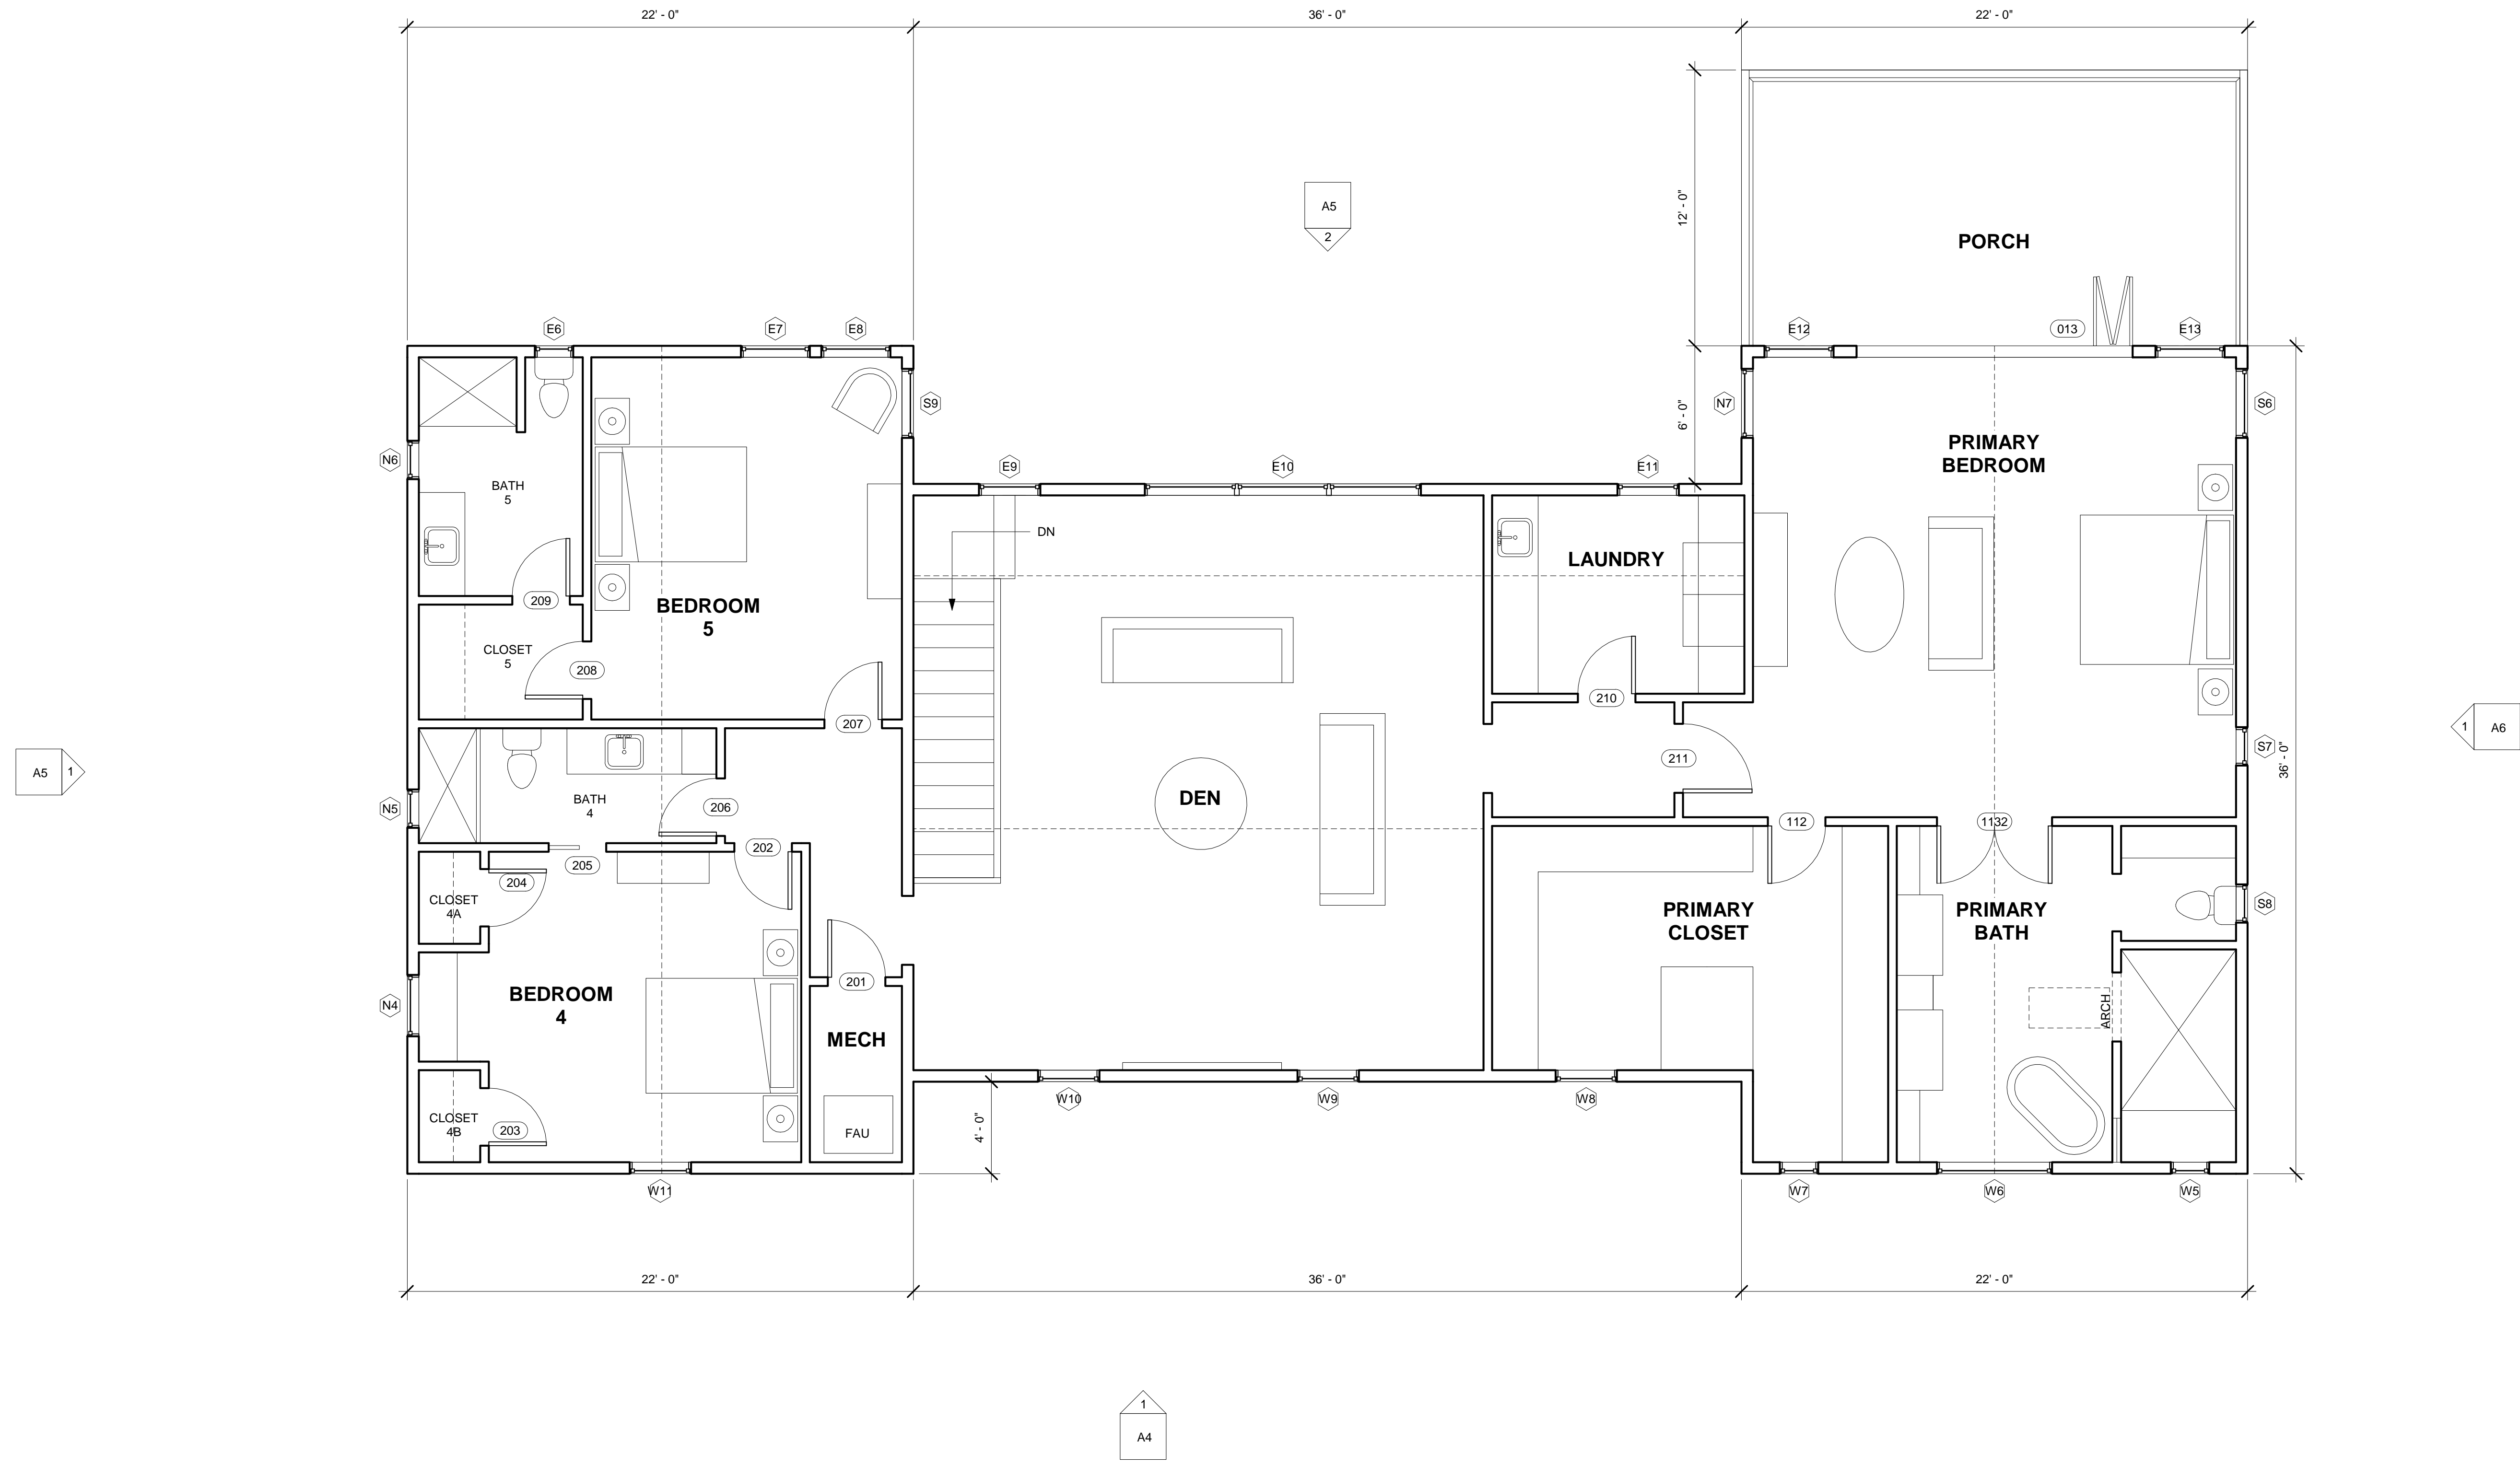 22' - 0"
36' - 0"
22' - 0"
12' - 0"
A5
2
PORCH
E6
E7
E8
E12
013
E13
S9
N7
6' - 0"
S6
N6
E9
E10
E11
PRIMARY
BEDROOM
BATH
5
DN
LAUNDRY
209
BEDROOM
5
CLOSET
5
208
210
207
A5
1
211
S7
36' - 0"
1
A6
N5
BATH
4
206
DEN
112
1132
202
205
204
CLOSET
4A
PRIMARY
CLOSET
PRIMARY
BATH
S8
201
N4
BEDROOM
4
ARCH
MECH
W10
W9
W8
CLOSET
4B
203
FAU
4' - 0"
W11
W7
W6
W5
22' - 0"
36' - 0"
22' - 0"
1
A4